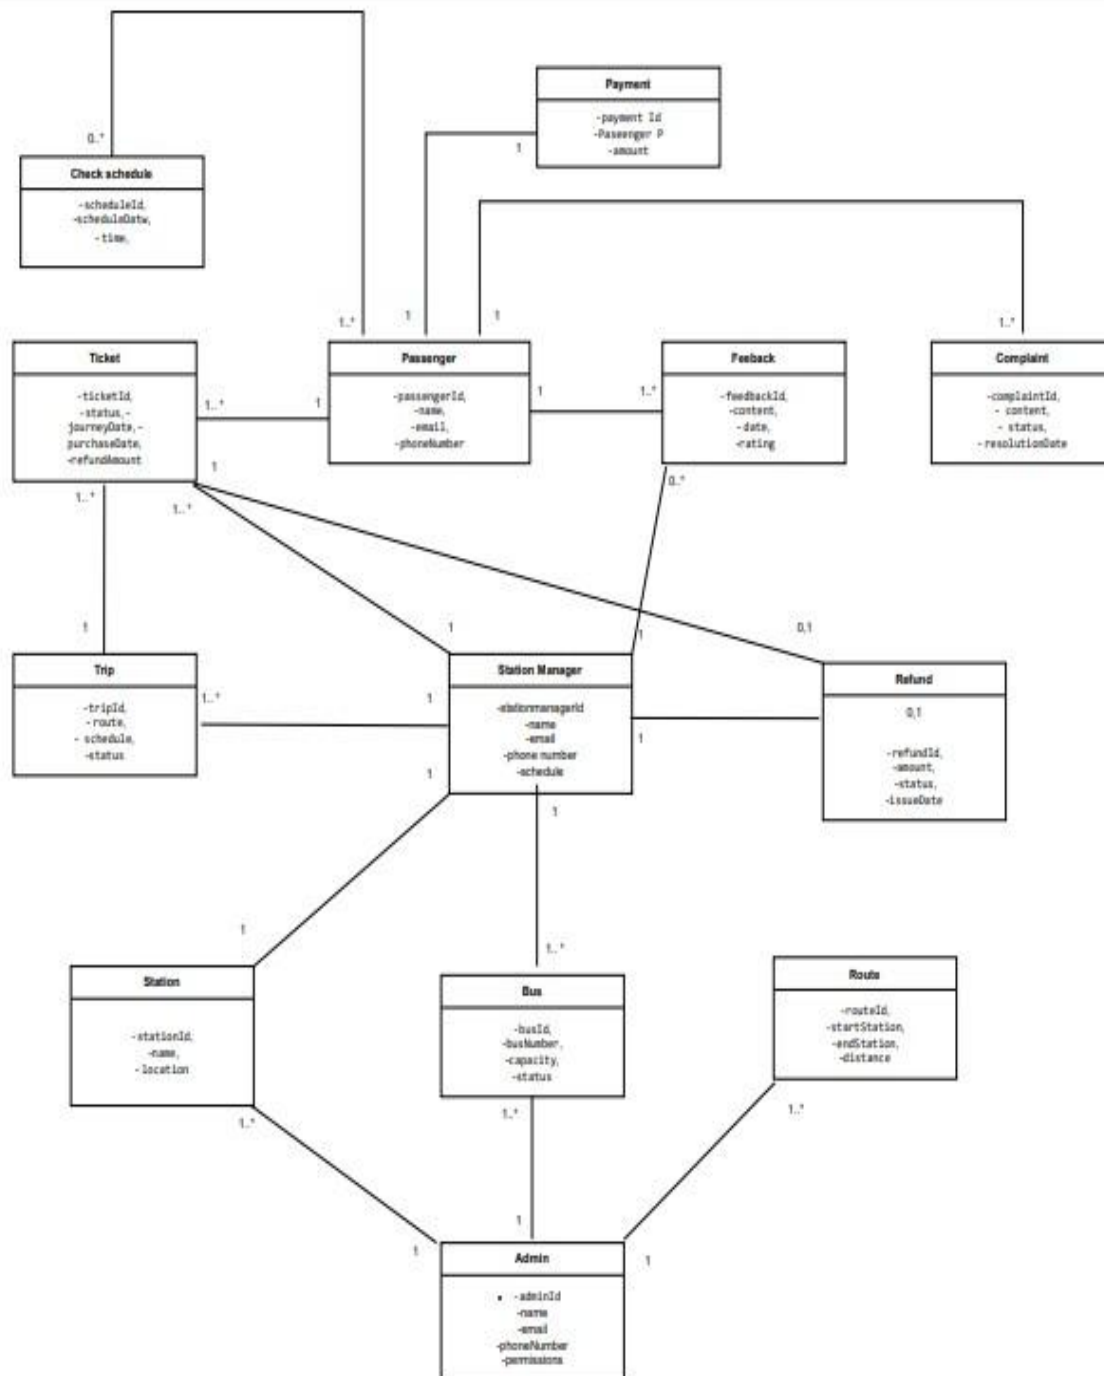 Payment
-payment Id
-Paseenger P
-amount
1
0..*
Check schedule
-scheduleId,
-scheduleDatw,
-time,
1..*
1
1
1..*
Ticket
-ticketId,
-status,-
journeyDate,-
purchaseDate,
-refundAmount
1..*
1
Passenger
-passengerId,
-name,
-email,
-phoneNumber
1
1..*
Feeback
-feedbackId,
-content,
-date,
-rating
Complaint
-complaintId,
- content,
- status,
-resolutionDate
1
1..*
1..*
0..*
1
1
1
0,1
Trip
-tripId,
-route,
- schedule,
-status
1..*
1
1
Station Manager
-stationmanagerId
-name
-email
-phone number
-schedule
1
1
Refund
0,1
-refundId,
-amount,
-status,
-issueDate
1
1..*
Station
-stationId,
-name,
-location
Bus
-busId,
-busNumber,
-capacity,
-status
Route
-routeId,
-startStation,
-endStation,
-distance
1..*
1..*
1..*
1
1
1
Admin
• -adminId
-name
-email
-phoneNumber
-permissions